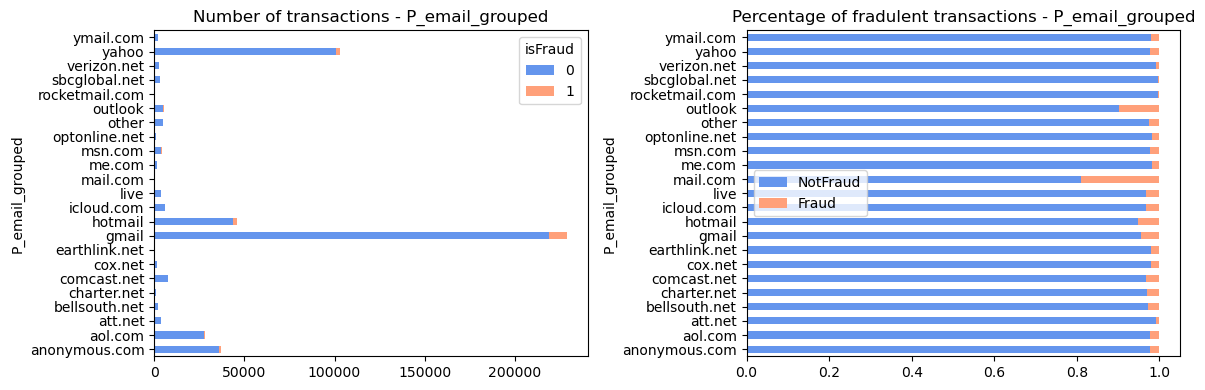 Number of transactions - P_email_grouped
P_email_grouped
ymail.com
yahoo
verizon.net
sbcglobal.net
rocketmail.com
outlook
other
optonline.net
msn.com
me.com
mail.com
live
icloud.com
hotmail
gmail
earthlink.net
cox.net
comcast.net
charter.net
bellsouth.net
att.net
aol.com
anonymous.com
0 50000 100000 150000 200000
isFraud
0
1
Percentage of fradulent transactions - P_email_grouped
P_email_grouped
ymail.com
yahoo
verizon.net
sbcglobal.net
rocketmail.com
outlook
other
optonline.net
msn.com
me.com
mail.com
live
icloud.com
hotmail
gmail
earthlink.net
cox.net
comcast.net
charter.net
bellsouth.net
att.net
aol.com
anonymous.com
0.0 0.2 0.4 0.6 0.8 1.0
NotFraud
Fraud